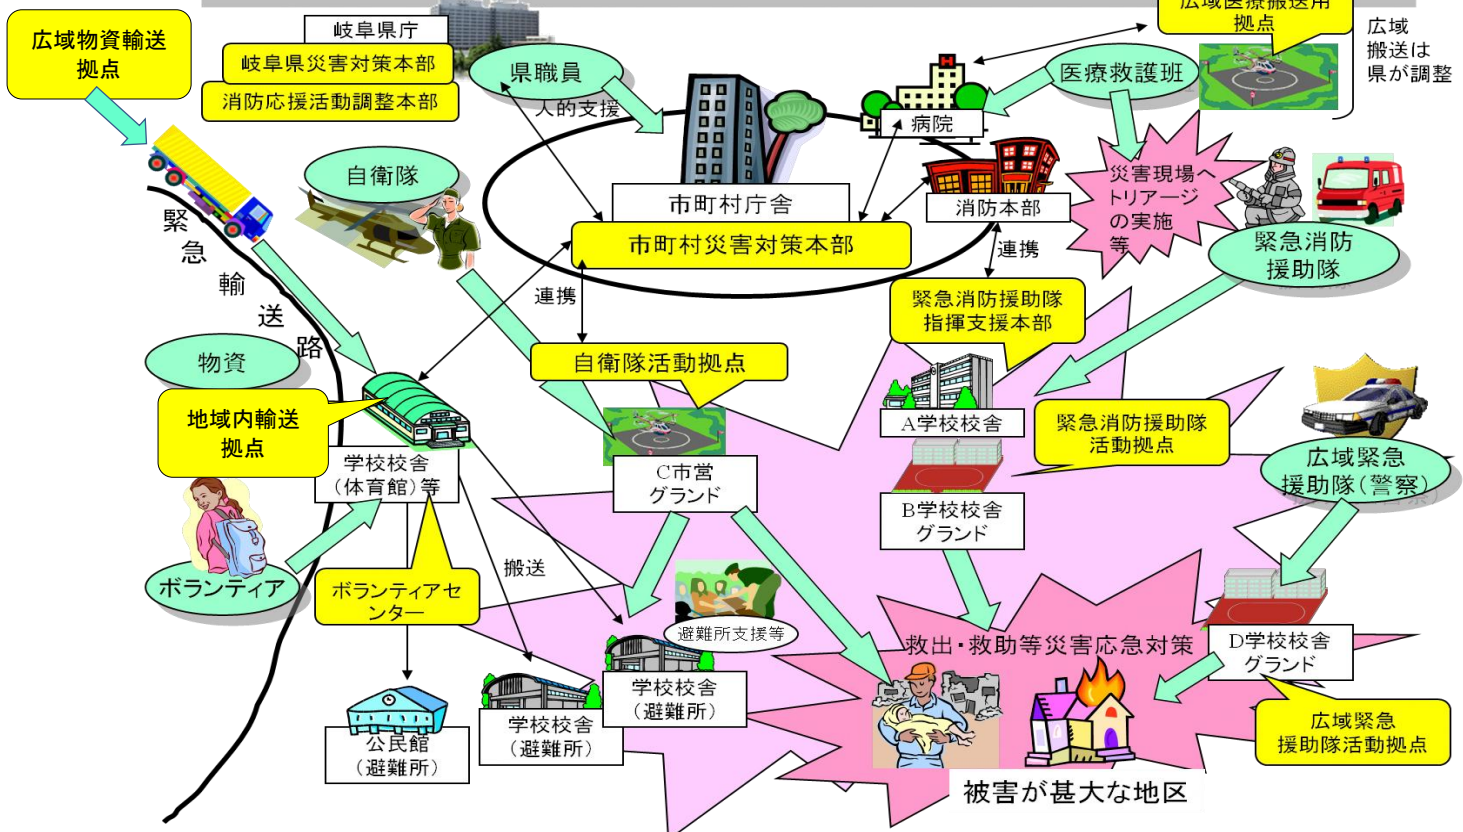 広域物資輸送
拠点
岐阜県庁
岐阜県災害対策本部
消防応援活動調整本部
県職員
人的支援
病院
医療救護班
広域医療搬送用
拠点
広域
搬送は
県が調整
自衛隊
市町村庁舎
市町村災害対策本部
消防本部
災害現場へ
トリアージ
の実施
等
緊急消防
援助隊
緊急輸送路
連携
連携
緊急消防援助隊
指揮支援本部
物資
自衛隊活動拠点
地域内輸送
拠点
学校校舎
（体育館）等
C市営
グランド
A学校校舎
緊急消防援助隊
活動拠点
B学校校舎
グランド
広域緊急
援助隊（警察）
ボランティア
ボランティアセ
ンター
搬送
避難所支援等
救出・救助等災害応急対策
D学校校舎
グランド
学校校舎
（避難所）
学校校舎
（避難所）
公民館
（避難所）
広域緊急
援助隊活動拠点
被害が甚大な地区